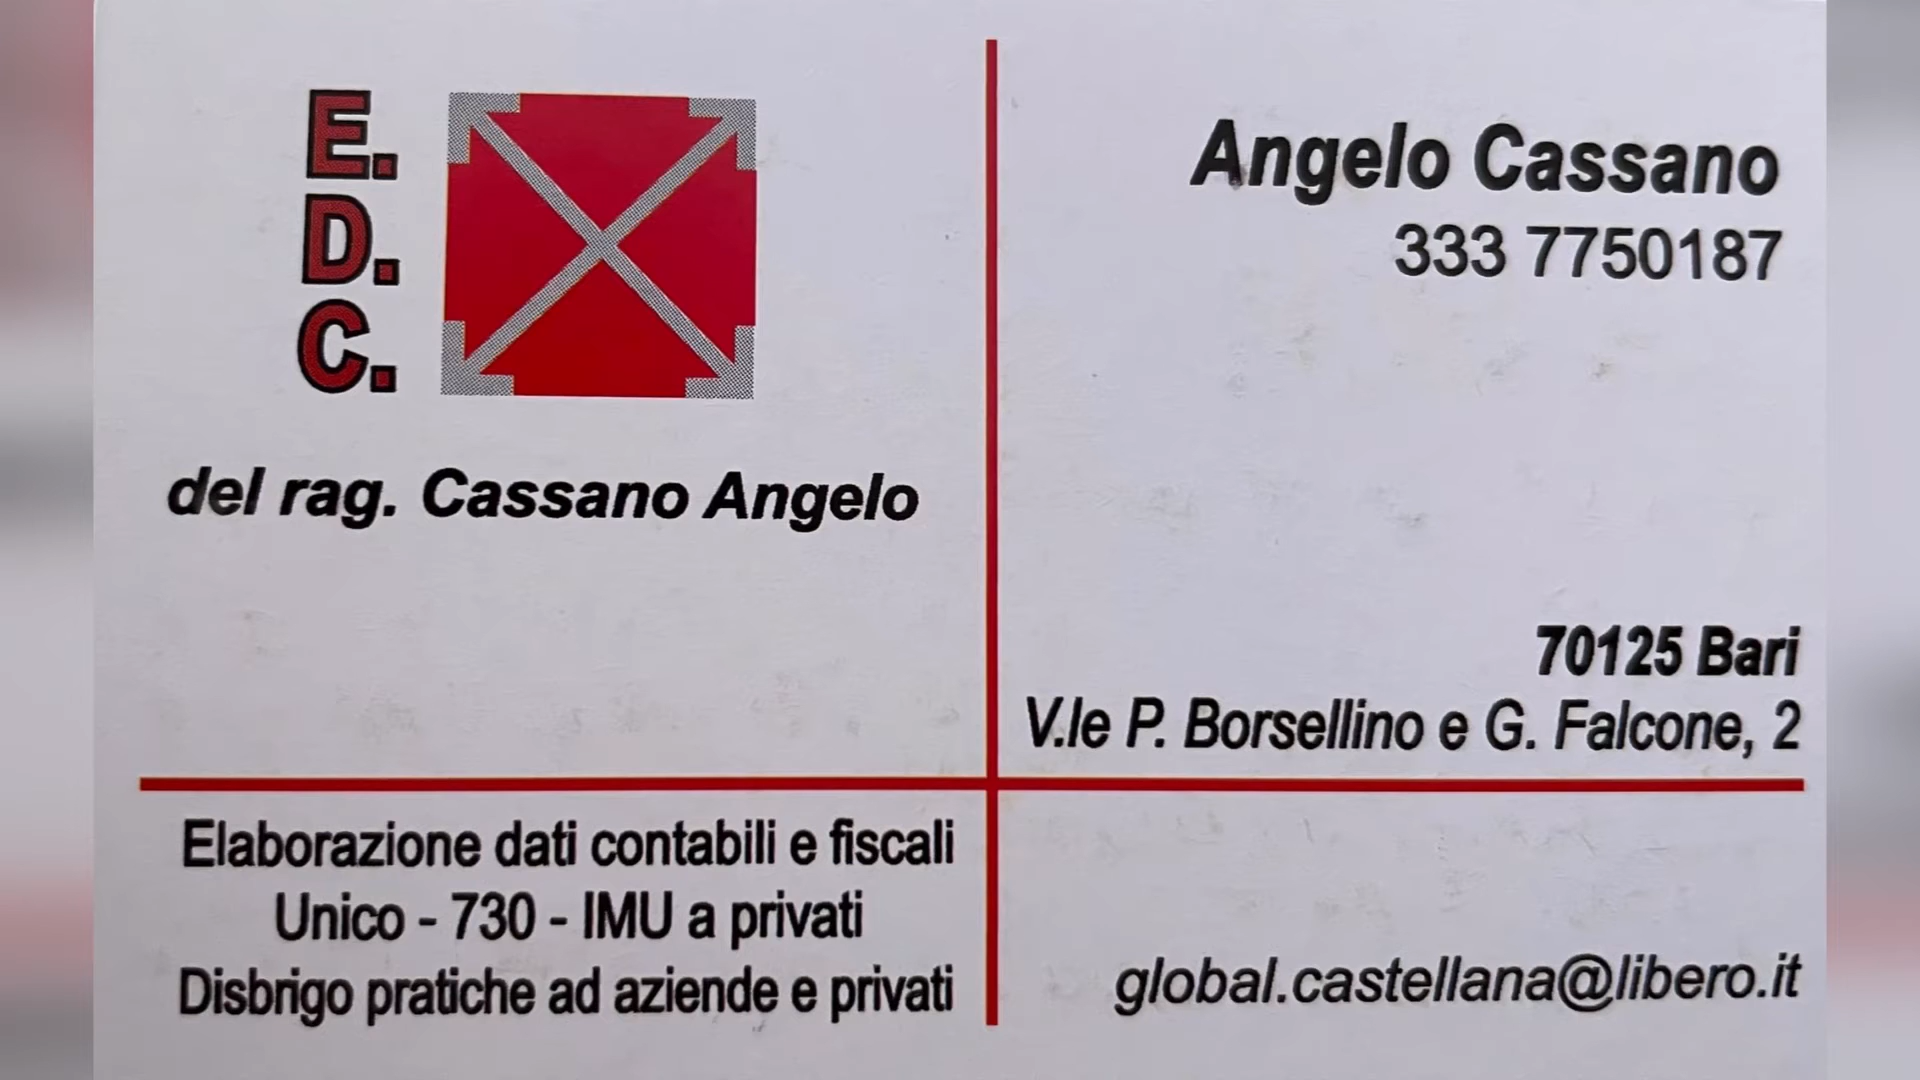 E.
D.
C.
del rag. Cassano Angelo
Angelo Cassano
333 7750187
70125 Bari
V.le P. Borsellino e G. Falcone, 2
Elaborazione dati contabili e fiscali
Unico - 730 - IMU a privati
Disbrigo pratiche ad aziende e privati
global.castellana@libero.it